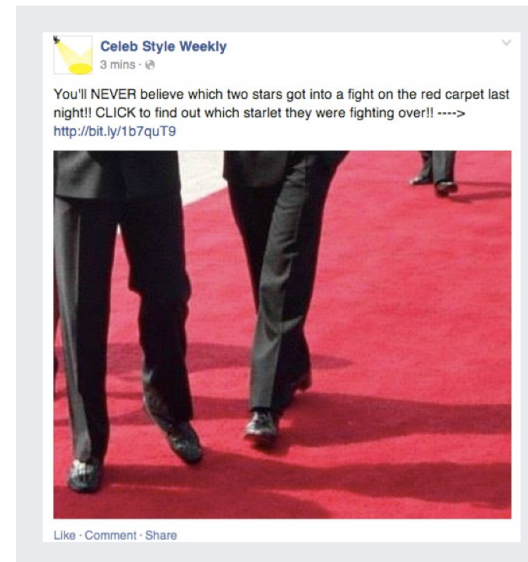 Celeb Style Weekly
3 mins ·
You'll NEVER believe which two stars got into a fight on the red carpet last
night!! CLICK to find out which starlet they were fighting over!! ---->
http://bit.ly/1b7quT9
Like · Comment · Share